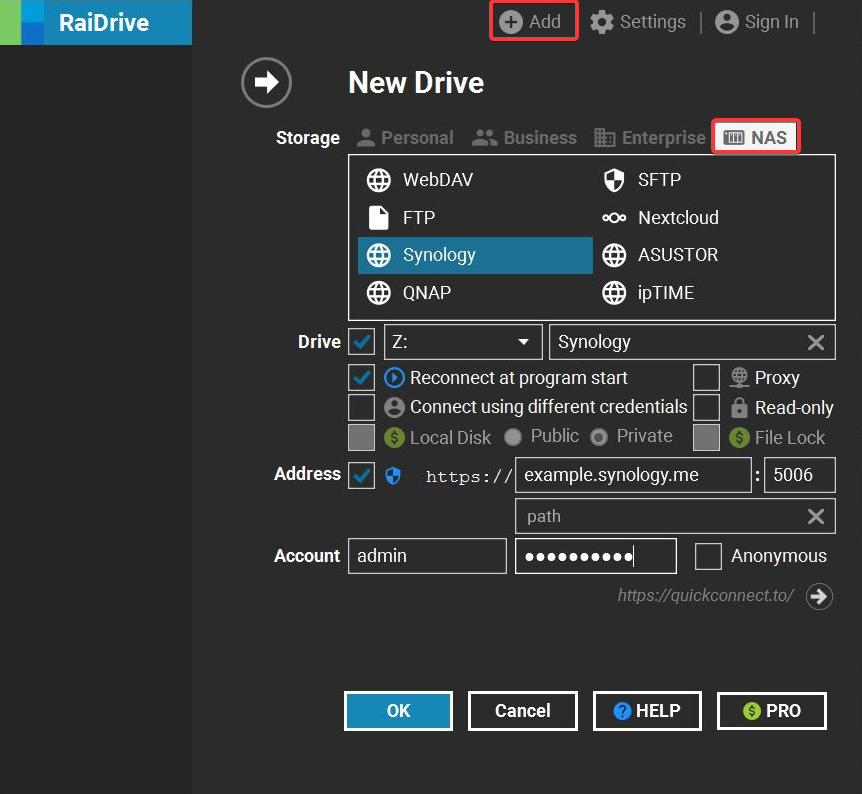 RaiDrive Add Settings | Sign In |
New Drive
Storage Personal Business Enterprise NAS
WebDAV SFTP
FTP Nextcloud
Synology ASUSTOR
QNAP ipTIME
Drive Z: Synology
Reconnect at program start Proxy
Connect using different credentials Read-only
$ Local Disk Public Private $ File Lock
Address https:// example.synology.me : 5006
path
Account admin ●●●●●●●●●● Anonymous
https://quickconnect.to/
OK Cancel ? HELP $ PRO